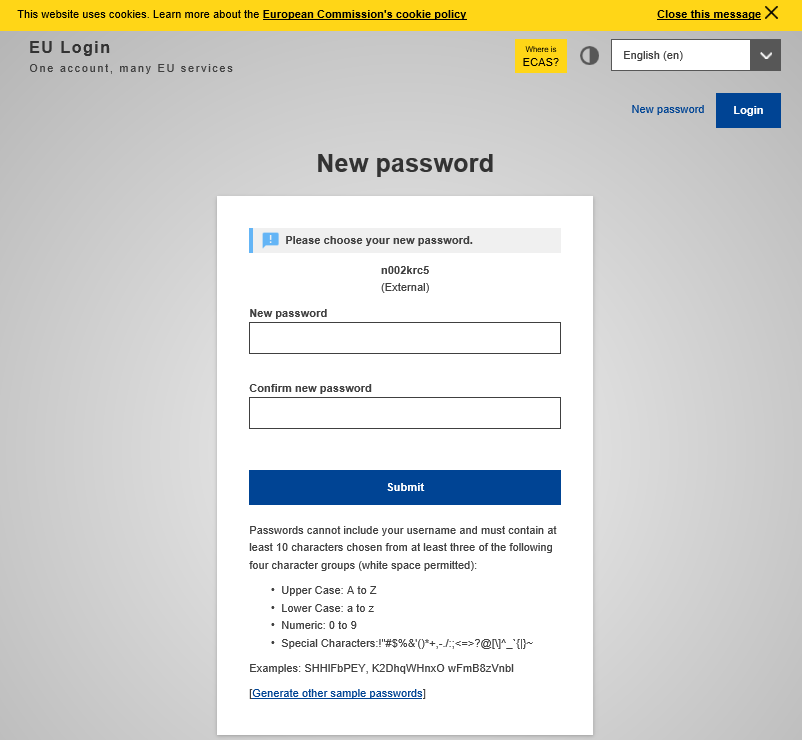 This website uses cookies. Learn more about the European Commission's cookie policy
Close this message
EU Login
One account, many EU services
Where is
ECAS?
English (en)
New password
Login
New password
Please choose your new password.
n002krc5
(External)
New password
Confirm new password
Submit
Passwords cannot include your username and must contain at
least 10 characters chosen from at least three of the following
four character groups (white space permitted):
• Upper Case: A to Z
• Lower Case: a to z
• Numeric: 0 to 9
• Special Characters:!"#$%&'()*+,-./:;<=>?@[\]^_`{|}~
Examples: SHHIFbPEY, K2DhqWHnxO wFmB8zVnbI
[Generate other sample passwords]